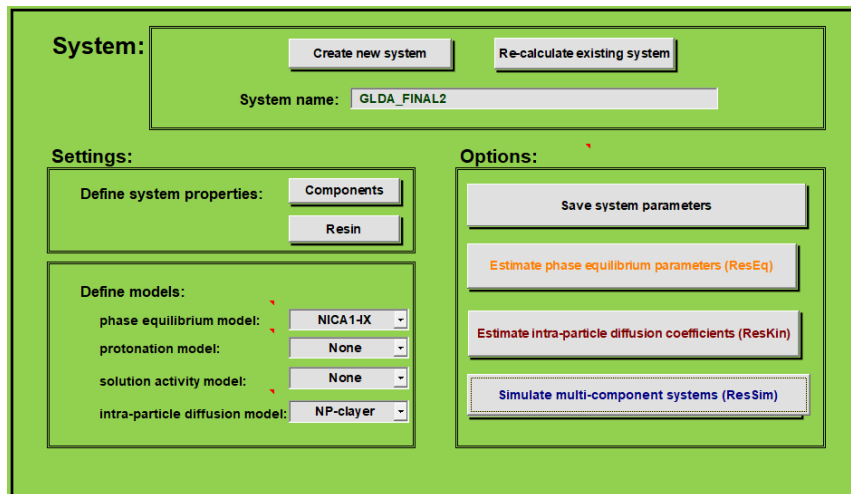 System:
Create new system
Re-calculate existing system
System name: GLDA_FINAL2
Settings:
Define system properties: Components
Resin
Define models:
phase equilibrium model: NICA1-IX
protonation model: None
solution activity model: None
intra-particle diffusion model: NP-clayer
Options:
Save system parameters
Estimate phase equilibrium parameters (ResEq)
Estimate intra-particle diffusion coefficients (ResKin)
Simulate multi-component systems (ResSim)